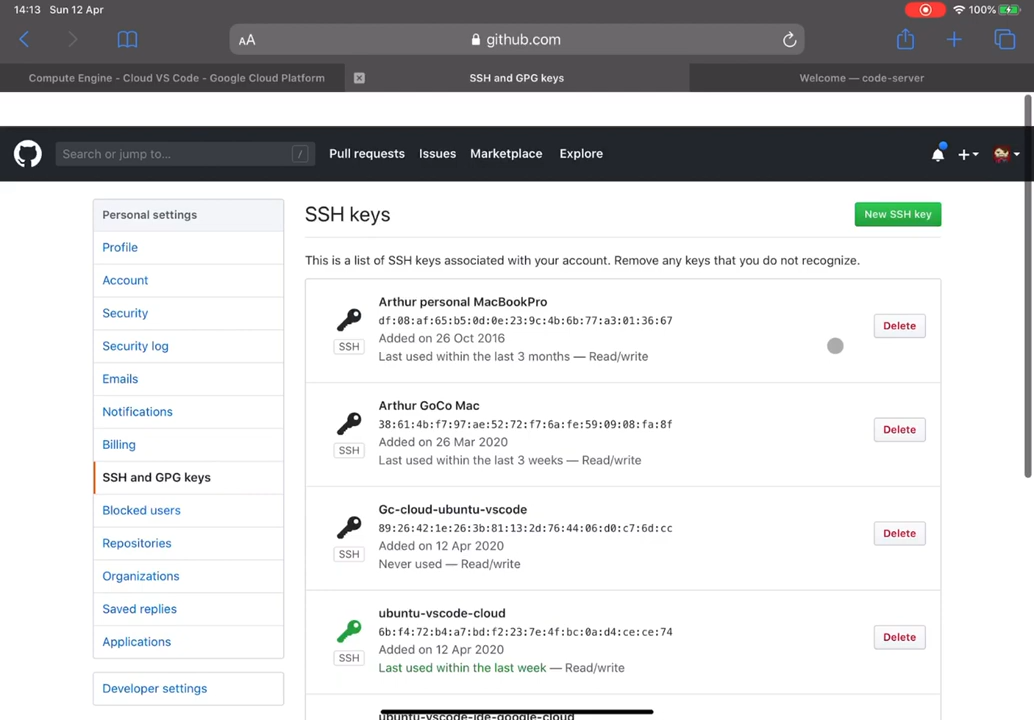 14:13 Sun 12 Apr
100%
AA
github.com
Compute Engine - Cloud VS Code - Google Cloud Platform
SSH and GPG keys
Welcome — code-server
Search or jump to...
/
Pull requests
Issues
Marketplace
Explore
Personal settings
Profile
Account
Security
Security log
Emails
Notifications
Billing
SSH and GPG keys
Blocked users
Repositories
Organizations
Saved replies
Applications
Developer settings
SSH keys
New SSH key
This is a list of SSH keys associated with your account. Remove any keys that you do not recognize.
Arthur personal MacBookPro
df:08:af:65:b5:0d:0e:23:9c:4b:6b:77:a3:01:36:67
SSH
Added on 26 Oct 2016
Last used within the last 3 months — Read/write
Delete
Arthur GoCo Mac
38:61:4b:f7:97:ae:52:72:f7:6a:fe:59:09:08:fa:8f
SSH
Added on 26 Mar 2020
Last used within the last 3 weeks — Read/write
Delete
Gc-cloud-ubuntu-vscode
89:26:42:1e:26:3b:81:13:2d:76:44:06:d0:c7:6d:cc
SSH
Added on 12 Apr 2020
Never used — Read/write
Delete
ubuntu-vscode-cloud
6b:f4:72:b4:a7:bd:f2:23:7e:4f:bc:0a:d4:ce:ce:74
SSH
Added on 12 Apr 2020
Last used within the last week — Read/write
Delete
ubuntu-vscode-ide-google-cloud